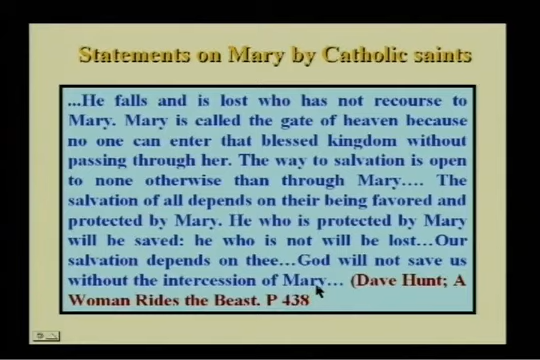 Statements on Mary by Catholic saints
...He falls and is lost who has not recourse to
Mary. Mary is called the gate of heaven because
no one can enter that blessed kingdom without
passing through her. The way to salvation is open
to none otherwise than through Mary.... The
salvation of all depends on their being favored and
protected by Mary. He who is protected by Mary
will be saved: he who is not will be lost...Our
salvation depends on thee...God will not save us
without the intercession of Mary... (Dave Hunt; A
Woman Rides the Beast. P 438